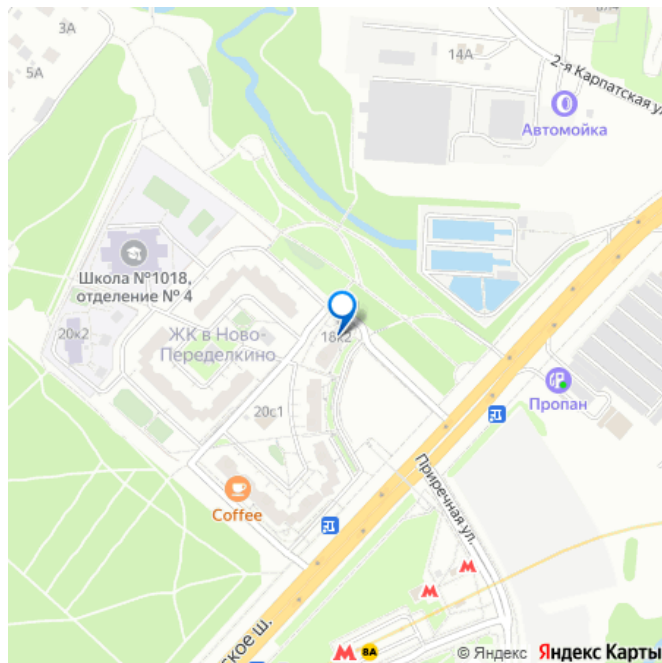 3А
5А
14А
2-я Карпатская ул.
Автомойка
Школа №1018,
отделение № 4
20к2
ЖК в Ново-
Переделкино
18к2
20с1
Пропан
Coffee
Приречная ул.
ское ш.
8А
© Яндекс Яндекс Карты